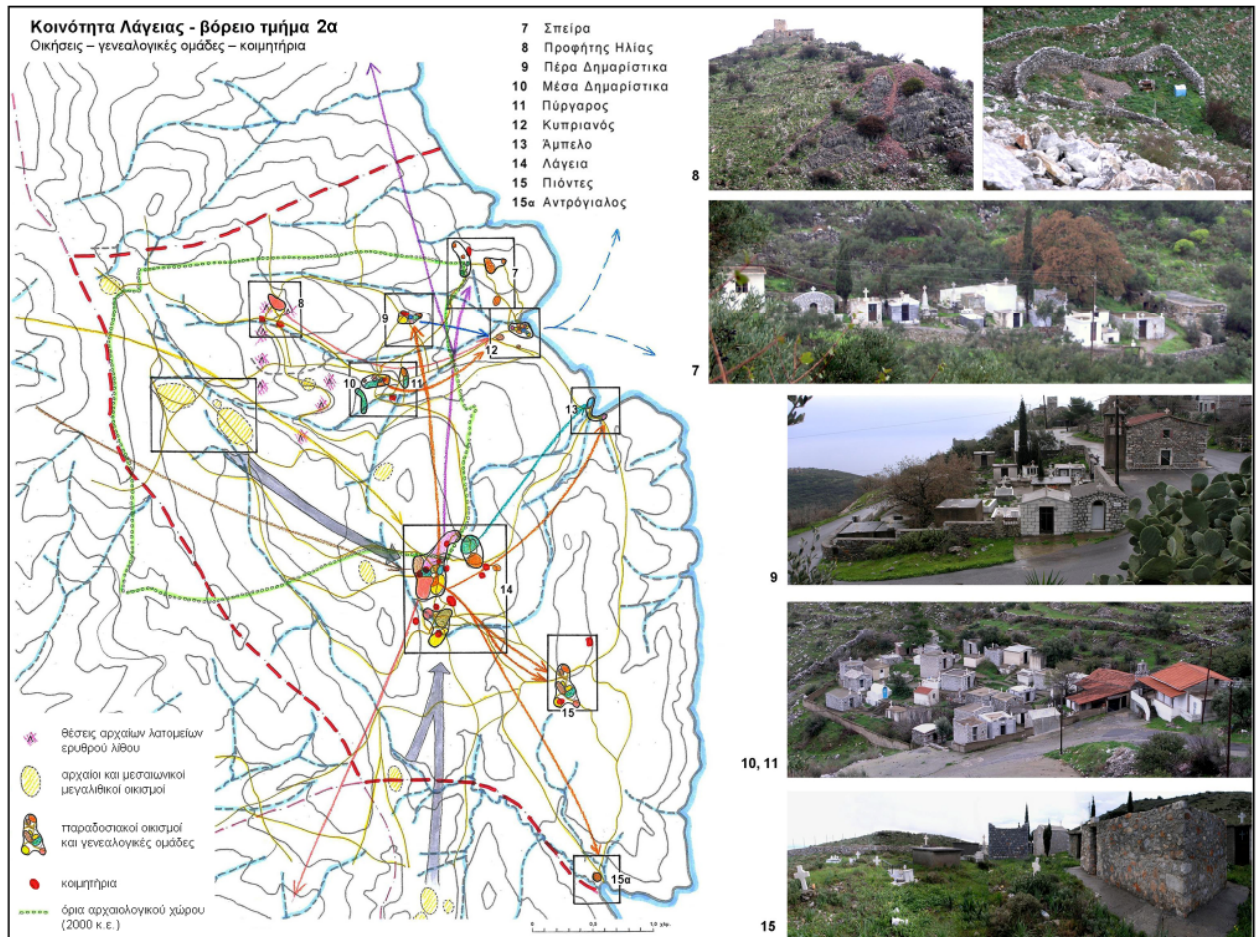 Κοινότητα Λάγειας - βόρειο τμήμα 2α
Οικήσεις – γενεαλογικές ομάδες – κοιμητήρια
7 Σπείρα
8 Προφήτης Ηλίας
9 Πέρα Δημαρίστικα
10 Μέσα Δημαρίστικα
11 Πύργαρος
12 Κυπριανός
13 Άμπελο
14 Λάγεια
15 Πιόντες
15α Αντρόγιαλος
7
8
9
12
10
11
13
14
15
15α
θέσεις αρχαίων λατομείων
ερυθρού λίθου
αρχαίοι και μεσαιωνικοί
μεγαλιθικοί οικισμοί
παραδοσιακοί οικισμοί
και γενεαλογικές ομάδες
κοιμητήρια
όρια αρχαιολογικού χώρου
(2000 κ.ε.)
8
7
9
10, 11
15